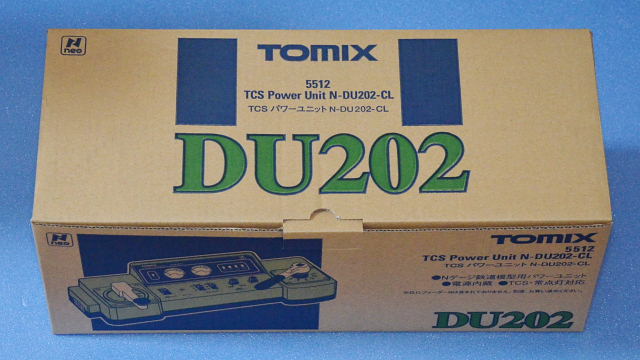 neo
TOMIX
5512
TCS Power Unit N-DU202-CL
TCS パワーユニット N-DU202-CL
DU202
neo
TOMIX
5512
TCS Power Unit N-DU202-CL
TCS パワーユニット N-DU202-CL
●Nゲージ鉄道模型用パワーユニット
●電源内蔵 ●TCS・常点灯対応
DU202